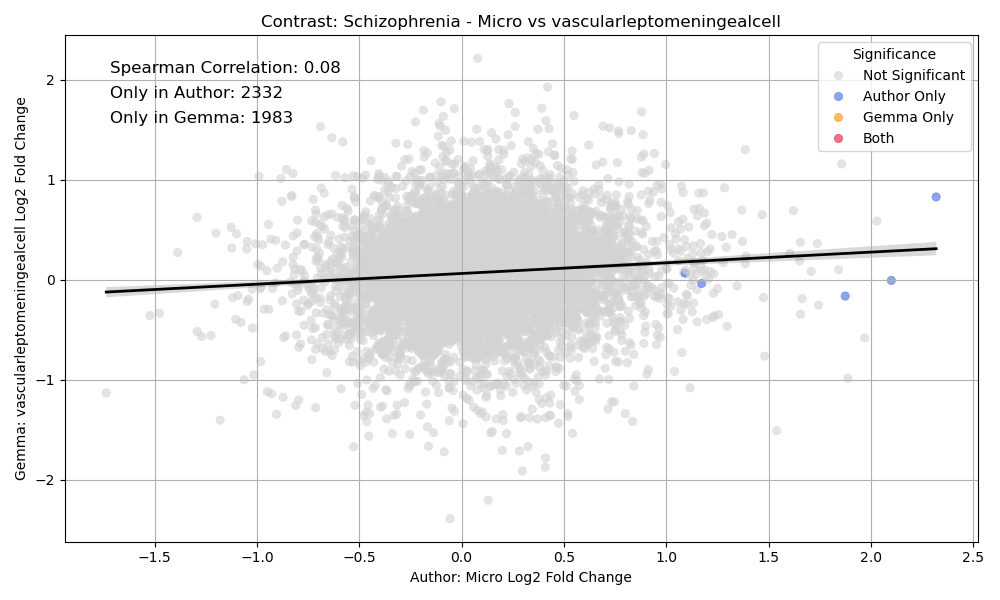 Contrast: Schizophrenia - Micro vs vascularleptomeningealcell
Spearman Correlation: 0.08
Only in Author: 2332
Only in Gemma: 1983
Significance
Not Significant
Author Only
Gemma Only
Both
Gemma: vascularleptomeningealcell Log2 Fold Change
2
1
0
−1
−2
−1.5
−1.0
−0.5
0.0
0.5
1.0
1.5
2.0
2.5
Author: Micro Log2 Fold Change